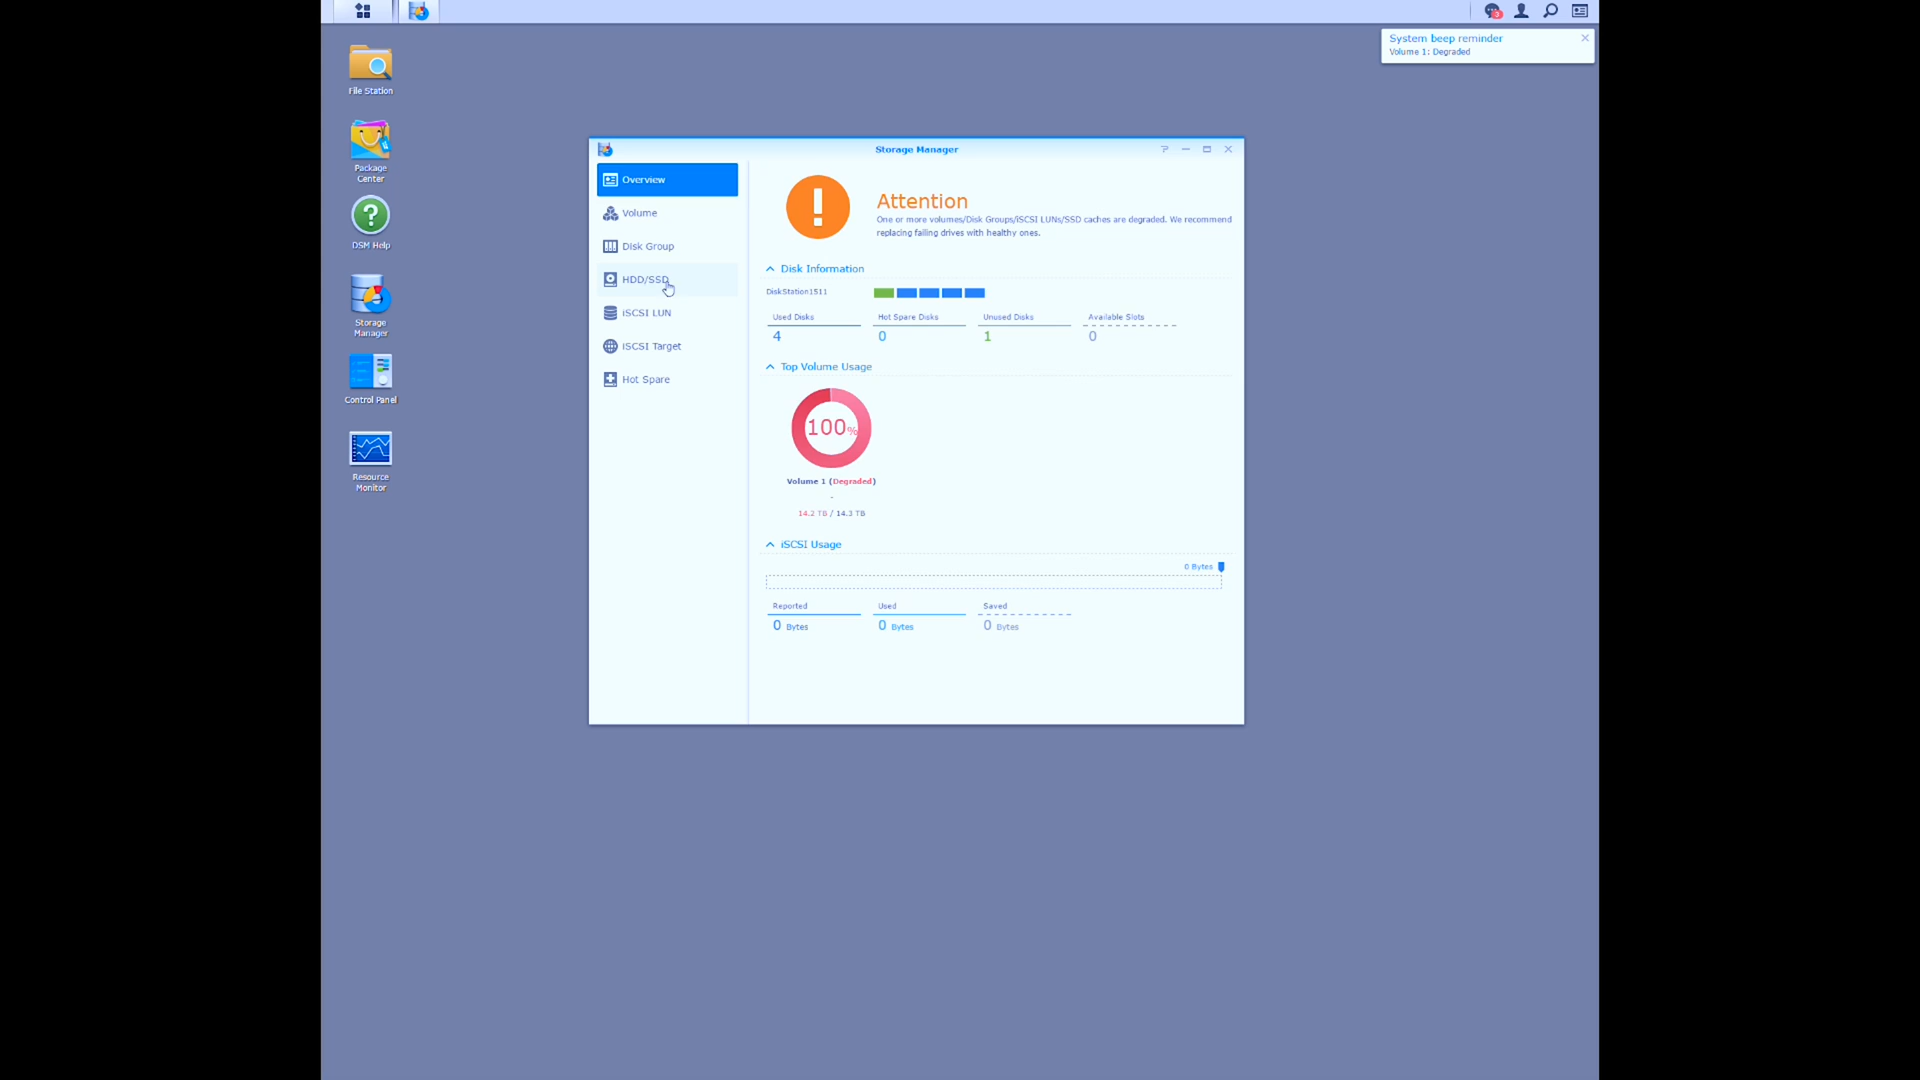 3
System beep reminder
Volume 1: Degraded
File Station
Package
Center
DSM Help
Storage
Manager
Control Panel
Resource
Monitor
Storage Manager
?
Overview
Volume
Disk Group
HDD/SSD
iSCSI LUN
iSCSI Target
Hot Spare
Attention
One or more volumes/Disk Groups/iSCSI LUNs/SSD caches are degraded. We recommend
replacing failing drives with healthy ones.
Disk Information
DiskStation1511
Used Disks Hot Spare Disks Unused Disks Available Slots
4 0 1 0
Top Volume Usage
100%
Volume 1 (Degraded)
-
14.2 TB / 14.3 TB
iSCSI Usage
0 Bytes
Reported Used Saved
0 Bytes 0 Bytes 0 Bytes